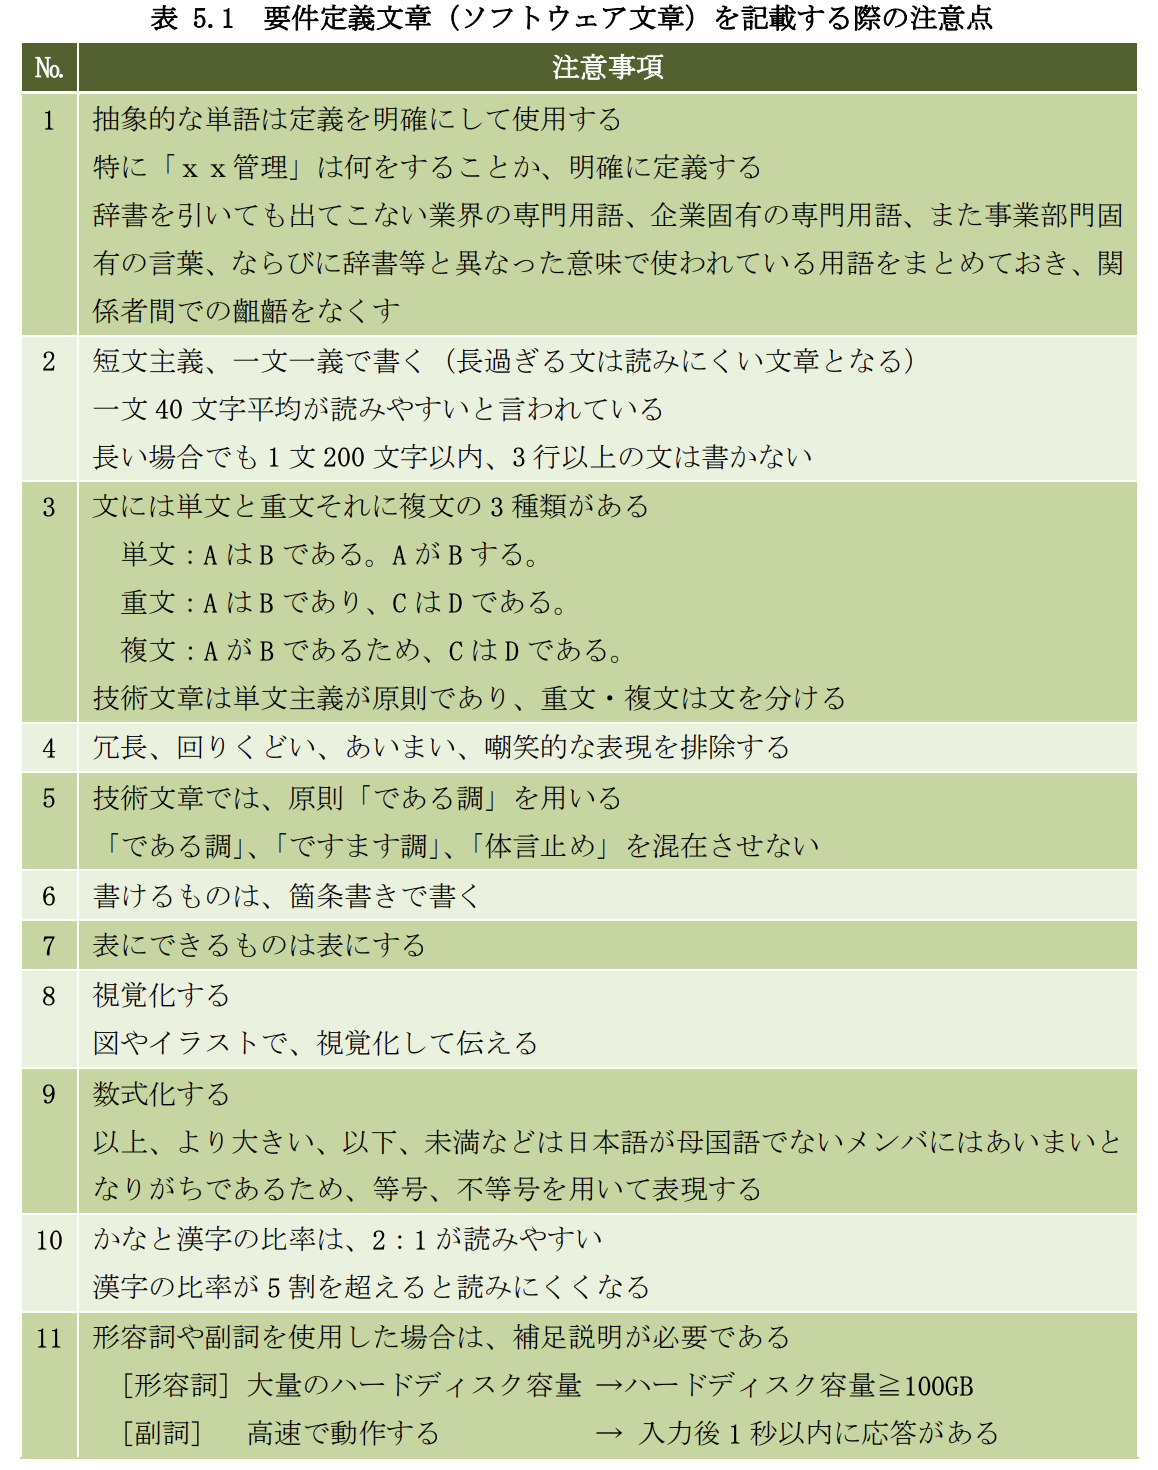 表 5.1　要件定義文章（ソフトウェア文章）を記載する際の注意点
No.　注意事項
1　抽象的な単語は定義を明確にして使用する
特に「ｘｘ管理」は何をすることか、明確に定義する
辞書を引いても出てこない業界の専門用語、企業固有の専門用語、また事業部門固
有の言葉、ならびに辞書等と異なった意味で使われている用語をまとめておき、関
係者間での齟齬をなくす
2　短文主義、一文一義で書く（長過ぎる文は読みにくい文章となる）
一文 40 文字平均が読みやすいと言われている
長い場合でも 1 文 200 文字以内、3 行以上の文は書かない
3　文には単文と重文それに複文の 3 種類がある
単文：A は B である。A が B する。
重文：A は B であり、C は D である。
複文：A が B であるため、C は D である。
技術文章は単文主義が原則であり、重文・複文は文を分ける
4　冗長、回りくどい、あいまい、嘲笑的な表現を排除する
5　技術文章では、原則「である調」を用いる
「である調」、「ですます調」、「体言止め」を混在させない
6　書けるものは、箇条書きで書く
7　表にできるものは表にする
8　視覚化する
図やイラストで、視覚化して伝える
9　数式化する
以上、より大きい、以下、未満などは日本語が母国語でないメンバにはあいまいと
なりがちであるため、等号、不等号を用いて表現する
10　かなと漢字の比率は、2：1 が読みやすい
漢字の比率が 5 割を超えると読みにくくなる
11　形容詞や副詞を使用した場合は、補足説明が必要である
［形容詞］大量のハードディスク容量 →ハードディスク容量≧100GB
［副詞］　高速で動作する　→ 入力後 1 秒以内に応答がある